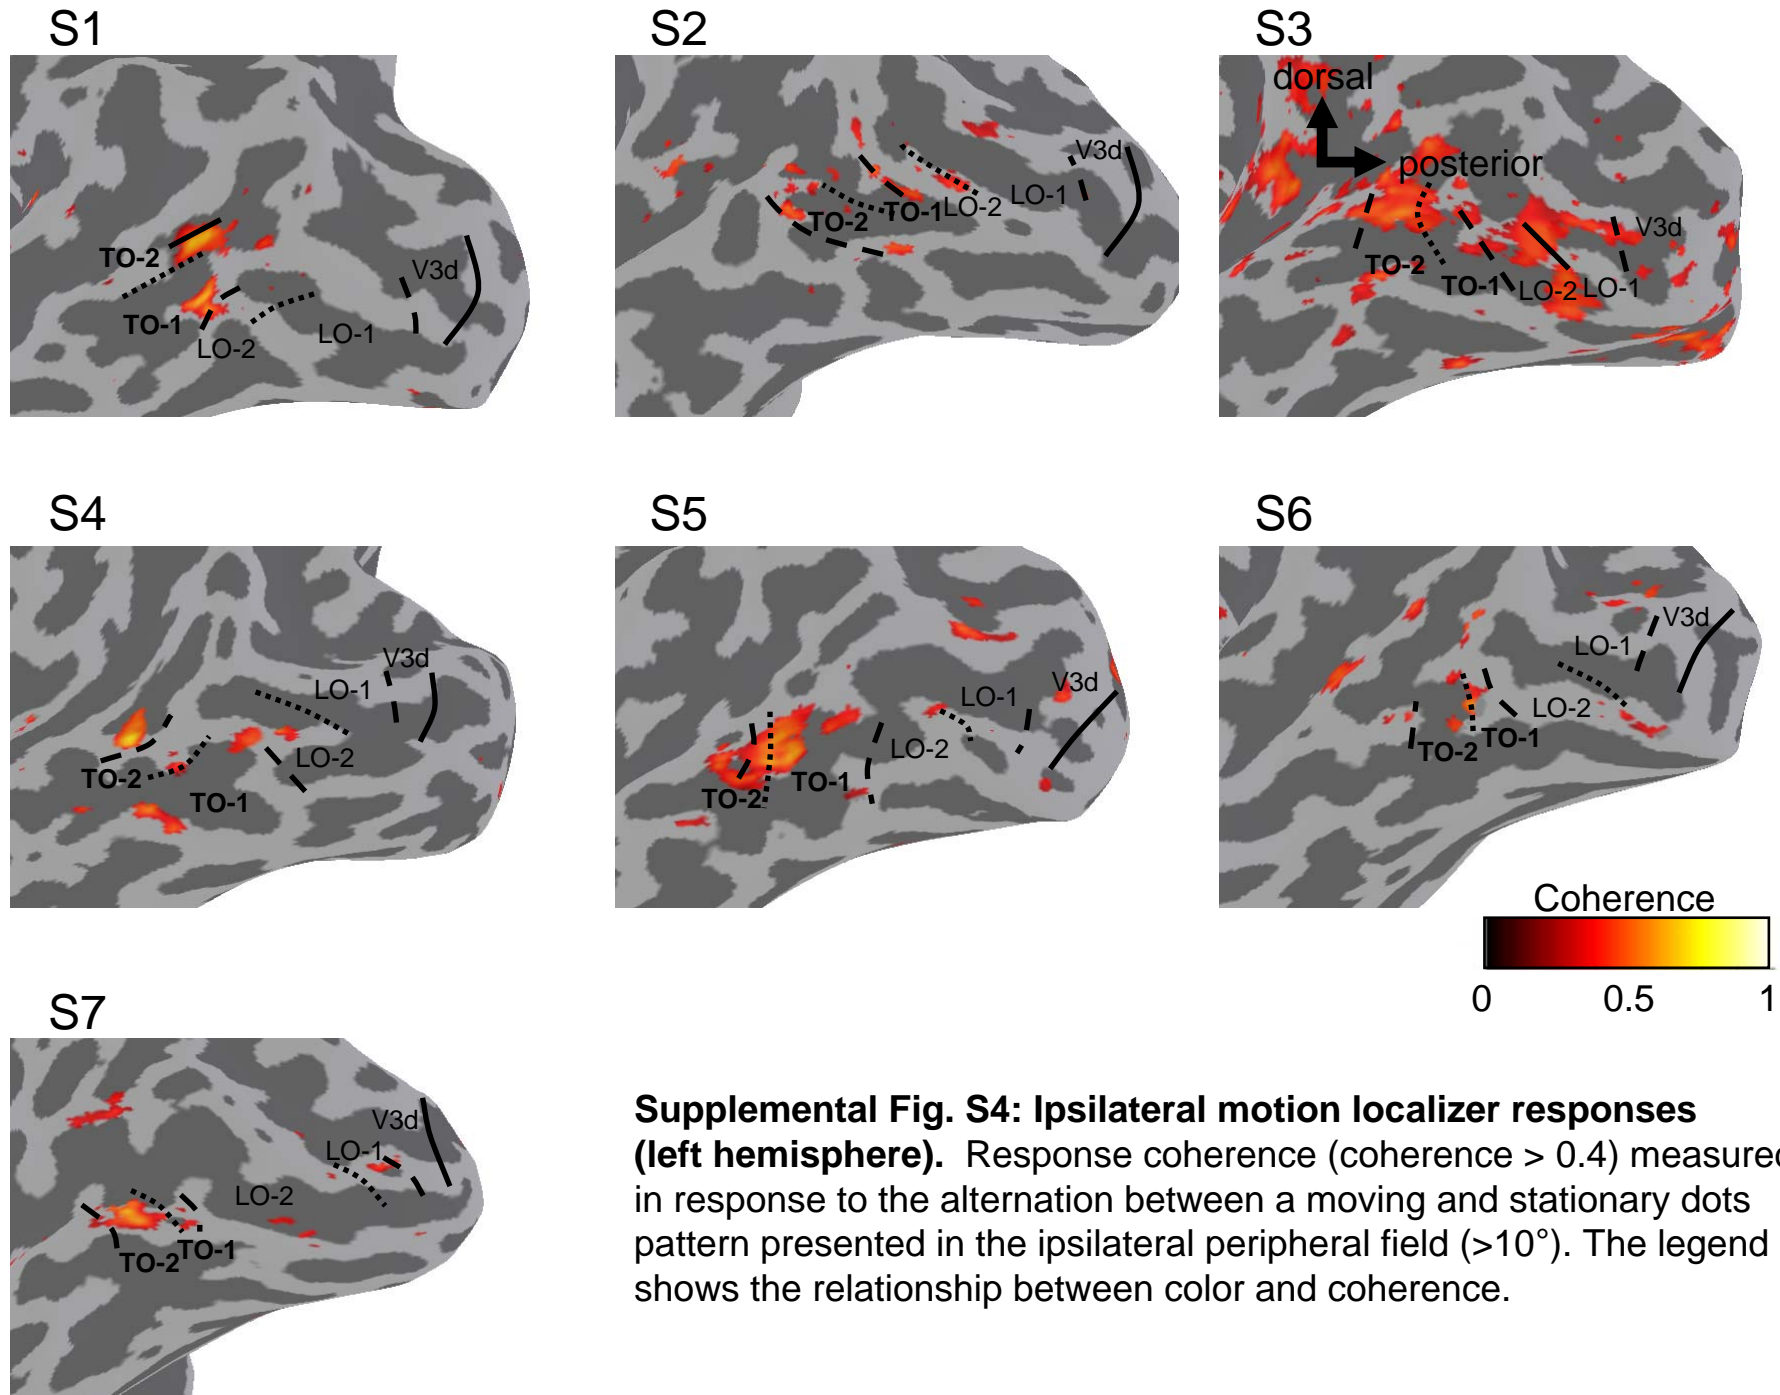 S1
S2
S3
TO-2
TO-1
LO-2
LO-1
V3d
TO-2
TO-1
LO-2
LO-1
V3d
dorsal
posterior
TO-2
TO-1
LO-2
LO-1
V3d
S4
S5
S6
TO-2
TO-1
LO-2
LO-1
V3d
TO-2
TO-1
LO-2
LO-1
V3d
TO-2
TO-1
LO-2
LO-1
V3d
Coherence
0 0.5 1
S7
TO-2
TO-1
LO-2
LO-1
V3d
Supplemental Fig. S4: Ipsilateral motion localizer responses
(left hemisphere). Response coherence (coherence > 0.4) measured
in response to the alternation between a moving and stationary dots
pattern presented in the ipsilateral peripheral field (>10°). The legend
shows the relationship between color and coherence.